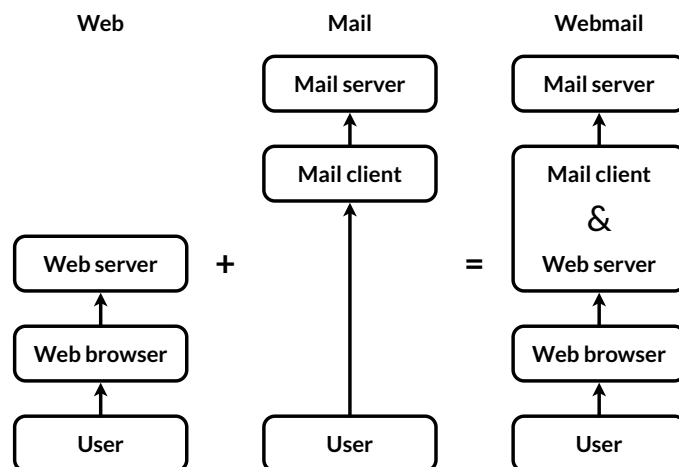 Web
Mail
Webmail
Mail server
Mail server
Mail client
Mail client
&
Web server
+
=
Web server
Web browser
Web browser
User
User
User